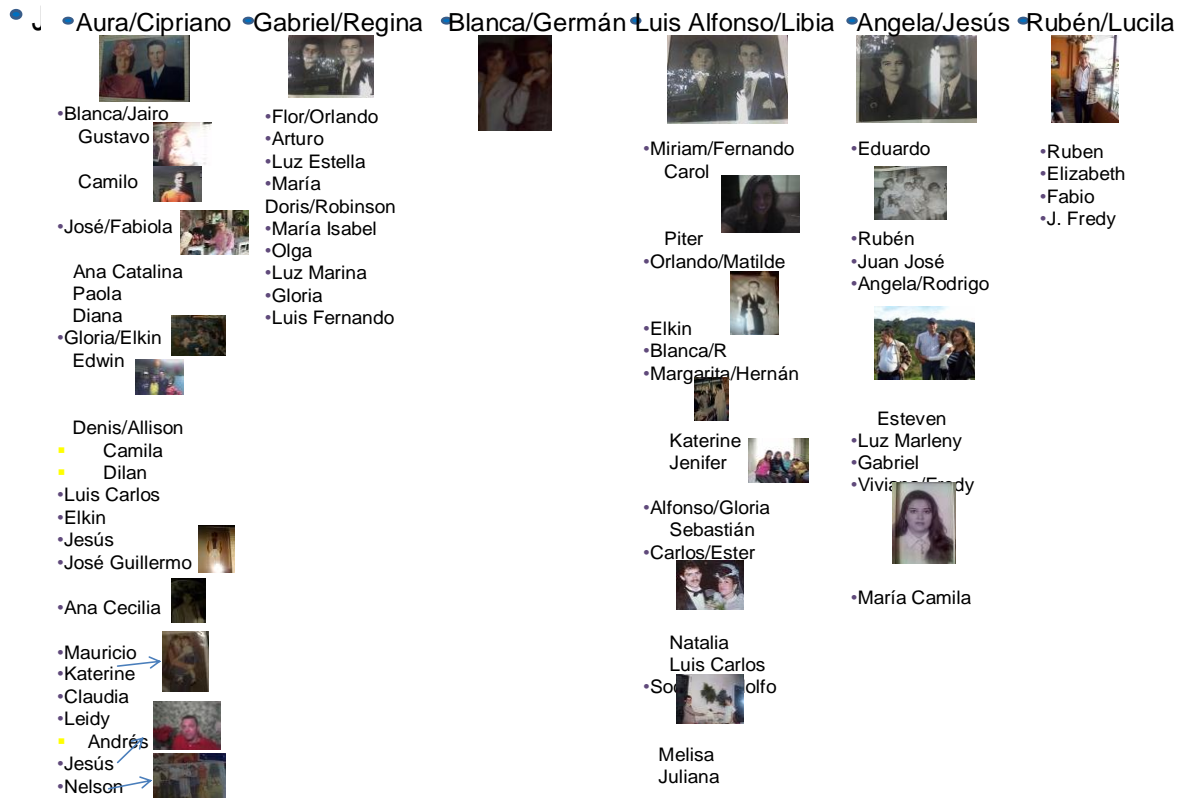 • Aura/Cipriano
•Blanca/Jairo
Gustavo
Camilo
•José/Fabiola
Ana Catalina
Paola
Diana
•Gloria/Elkin
Edwin
Denis/Allison
▪ Camila
▪ Dilan
•Luis Carlos
•Elkin
•Jesús
•José Guillermo
•Ana Cecilia
•Mauricio
•Katerine
•Claudia
•Leidy
▪ Andrés
•Jesús
•Nelson
•Gabriel/Regina
•Flor/Orlando
•Arturo
•Luz Estella
•María
Doris/Robinson
•María Isabel
•Olga
•Luz Marina
•Gloria
•Luis Fernando
•Blanca/Germán
•Luis Alfonso/Libia
•Miriam/Fernando
Carol
Piter
•Orlando/Matilde
•Elkin
•Blanca/R
•Margarita/Hernán
Katerine
Jenifer
•Alfonso/Gloria
Sebastián
•Carlos/Ester
Natalia
Luis Carlos
Melisa
Juliana
•Angela/Jesús
•Eduardo
•Rubén
•Juan José
•Angela/Rodrigo
Esteven
•Luz Marleny
•Gabriel
•Viviana/Fredy
•María Camila
•Rubén/Lucila
•Ruben
•Elizabeth
•Fabio
•J. Fredy